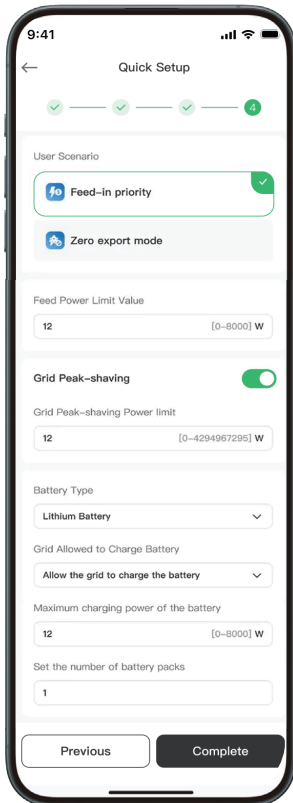 9:41
Quick Setup
4
User Scenario
Feed-in priority
Zero export mode
Feed Power Limit Value
12 [0-8000] W
Grid Peak-shaving
Grid Peak-shaving Power limit
12 [0-4294967295] W
Battery Type
Lithium Battery
Grid Allowed to Charge Battery
Allow the grid to charge the battery
Maximum charging power of the battery
12 [0-8000] W
Set the number of battery packs
1
Previous Complete